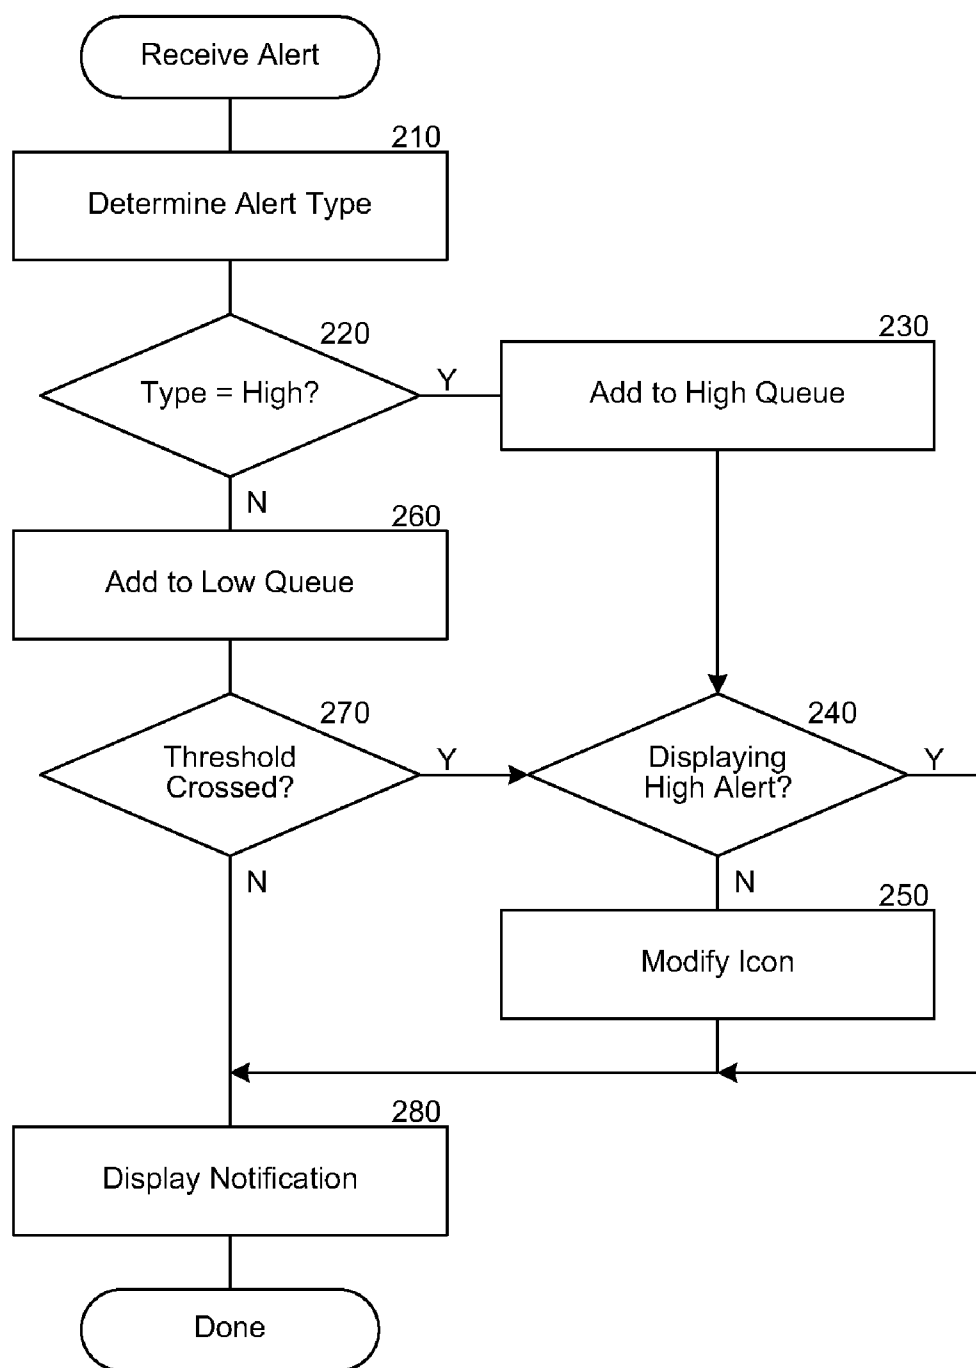 Receive Alert
210
Determine Alert Type
220
Type = High?
Y
230
Add to High Queue
N
260
Add to Low Queue
270
Threshold
Crossed?
Y
240
Displaying
High Alert?
Y
N
N
250
Modify Icon
280
Display Notification
Done